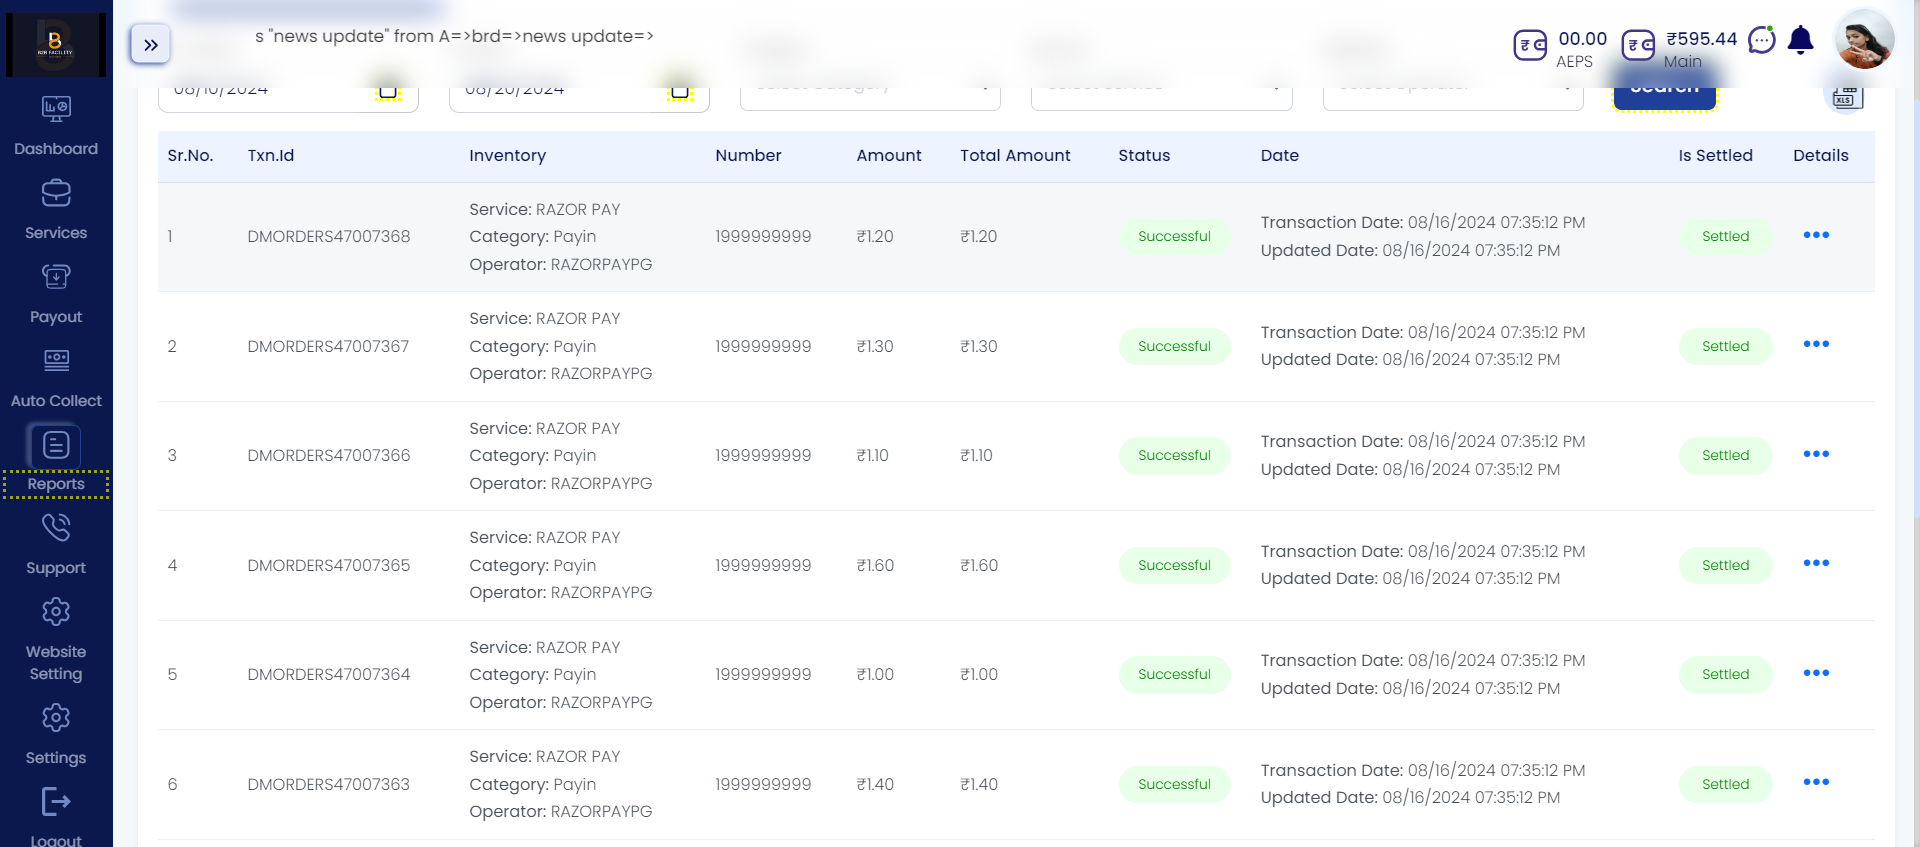 B2B FACILITY
s "news update" from A=>brd=>news update=>
00.00
AEPS
₹595.44
Main
08/10/2024
08/20/2024
Select Category
Select Service
Select Operator
Search
XLS
Dashboard
Services
Payout
Auto Collect
Reports
Support
Website
Setting
Settings
Logout
Sr.No. Txn.Id Inventory Number Amount Total Amount Status Date Is Settled Details
Service: RAZOR PAY
1 DMORDERS47007368 Category: Payin 1999999999 ₹1.20 ₹1.20 Successful Transaction Date: 08/16/2024 07:35:12 PM Settled
Operator: RAZORPAYPG Updated Date: 08/16/2024 07:35:12 PM
Service: RAZOR PAY
2 DMORDERS47007367 Category: Payin 1999999999 ₹1.30 ₹1.30 Successful Transaction Date: 08/16/2024 07:35:12 PM Settled
Operator: RAZORPAYPG Updated Date: 08/16/2024 07:35:12 PM
Service: RAZOR PAY
3 DMORDERS47007366 Category: Payin 1999999999 ₹1.10 ₹1.10 Successful Transaction Date: 08/16/2024 07:35:12 PM Settled
Operator: RAZORPAYPG Updated Date: 08/16/2024 07:35:12 PM
Service: RAZOR PAY
4 DMORDERS47007365 Category: Payin 1999999999 ₹1.60 ₹1.60 Successful Transaction Date: 08/16/2024 07:35:12 PM Settled
Operator: RAZORPAYPG Updated Date: 08/16/2024 07:35:12 PM
Service: RAZOR PAY
5 DMORDERS47007364 Category: Payin 1999999999 ₹1.00 ₹1.00 Successful Transaction Date: 08/16/2024 07:35:12 PM Settled
Operator: RAZORPAYPG Updated Date: 08/16/2024 07:35:12 PM
Service: RAZOR PAY
6 DMORDERS47007363 Category: Payin 1999999999 ₹1.40 ₹1.40 Successful Transaction Date: 08/16/2024 07:35:12 PM Settled
Operator: RAZORPAYPG Updated Date: 08/16/2024 07:35:12 PM